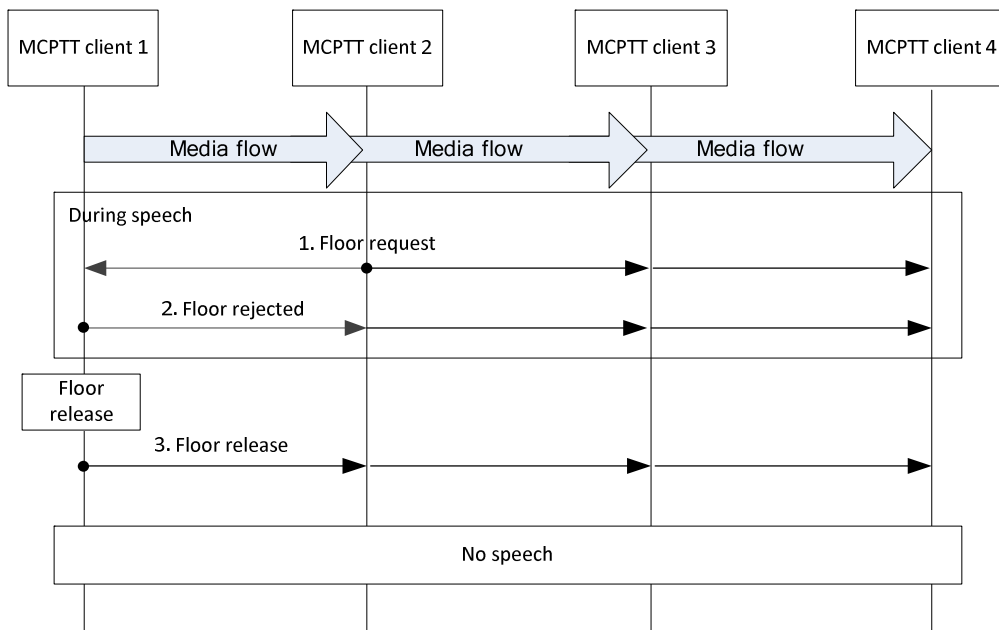 MCPTT client 1
MCPTT client 2
MCPTT client 3
MCPTT client 4
Media flow
Media flow
Media flow
During speech
1. Floor request
2. Floor rejected
Floor
release
3. Floor release
No speech